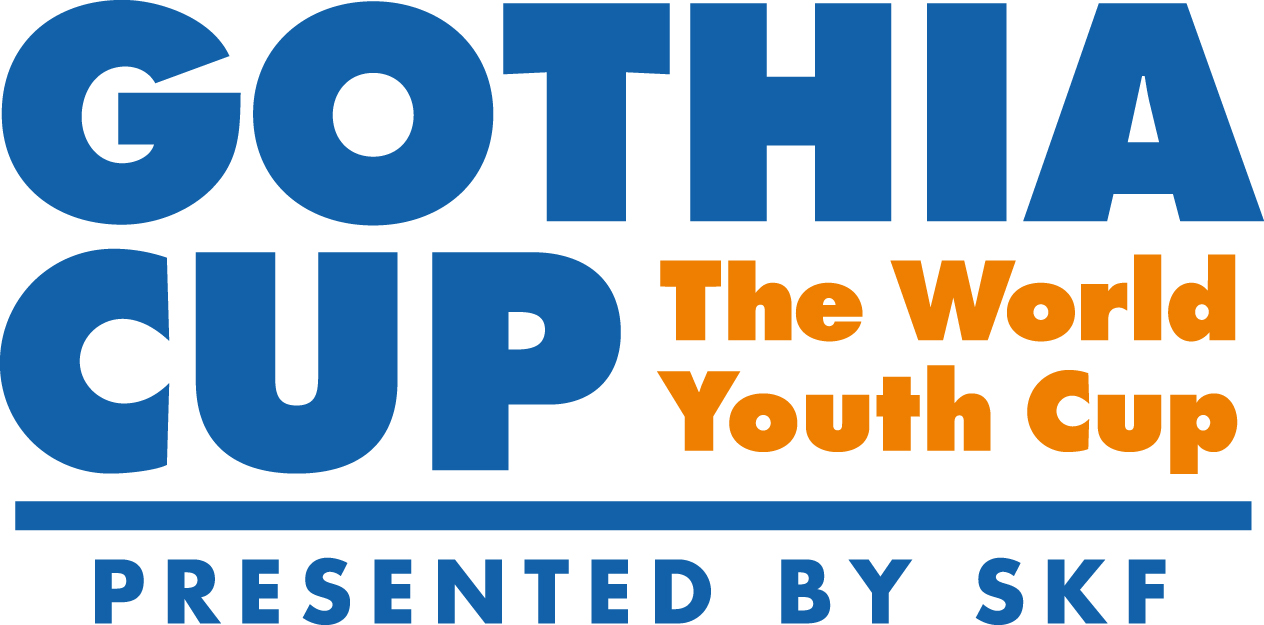 GOTHIA
CUP
The World
Youth Cup
PRESENTED BY SKF